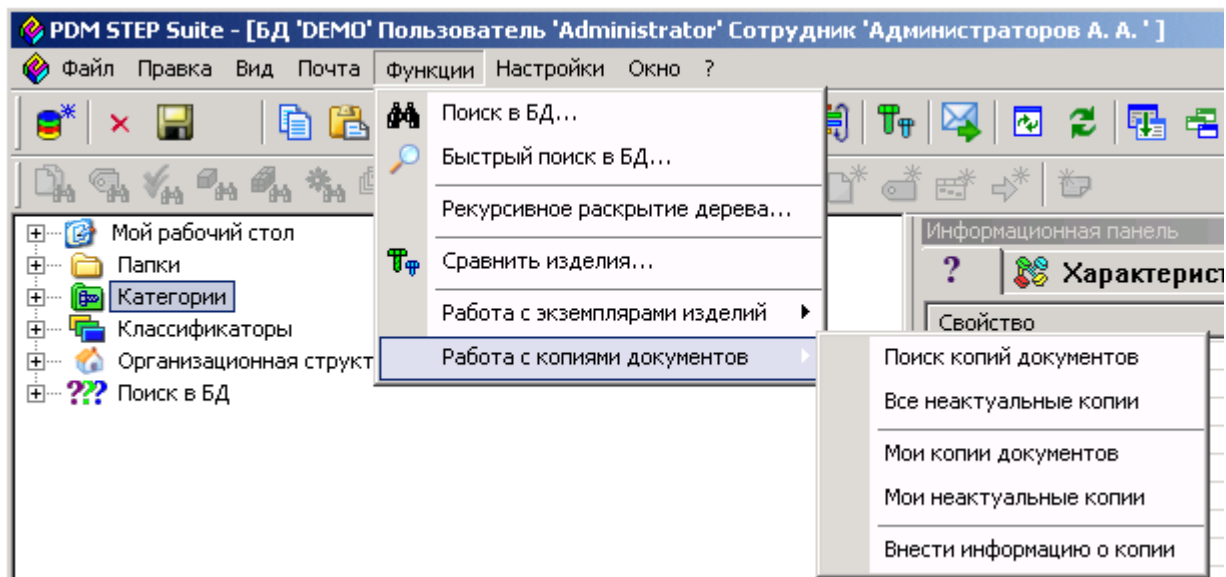 PDM STEP Suite - [БД 'DEMO' Пользователь 'Administrator' Сотрудник 'Администраторов А. А. ' ]
Файл Правка Вид Почта Функции Настройки Окно ?
Поиск в БД...
Быстрый поиск в БД...
Рекурсивное раскрытие дерева...
Сравнить изделия...
Работа с экземплярами изделий
Работа с копиями документов
Поиск копий документов
Все неактуальные копии
Мои копии документов
Мои неактуальные копии
Внести информацию о копии
Мой рабочий стол
Папки
Категории
Классификаторы
Организационная структ
??? Поиск в БД
Информационная панель
? Характерист
Свойство